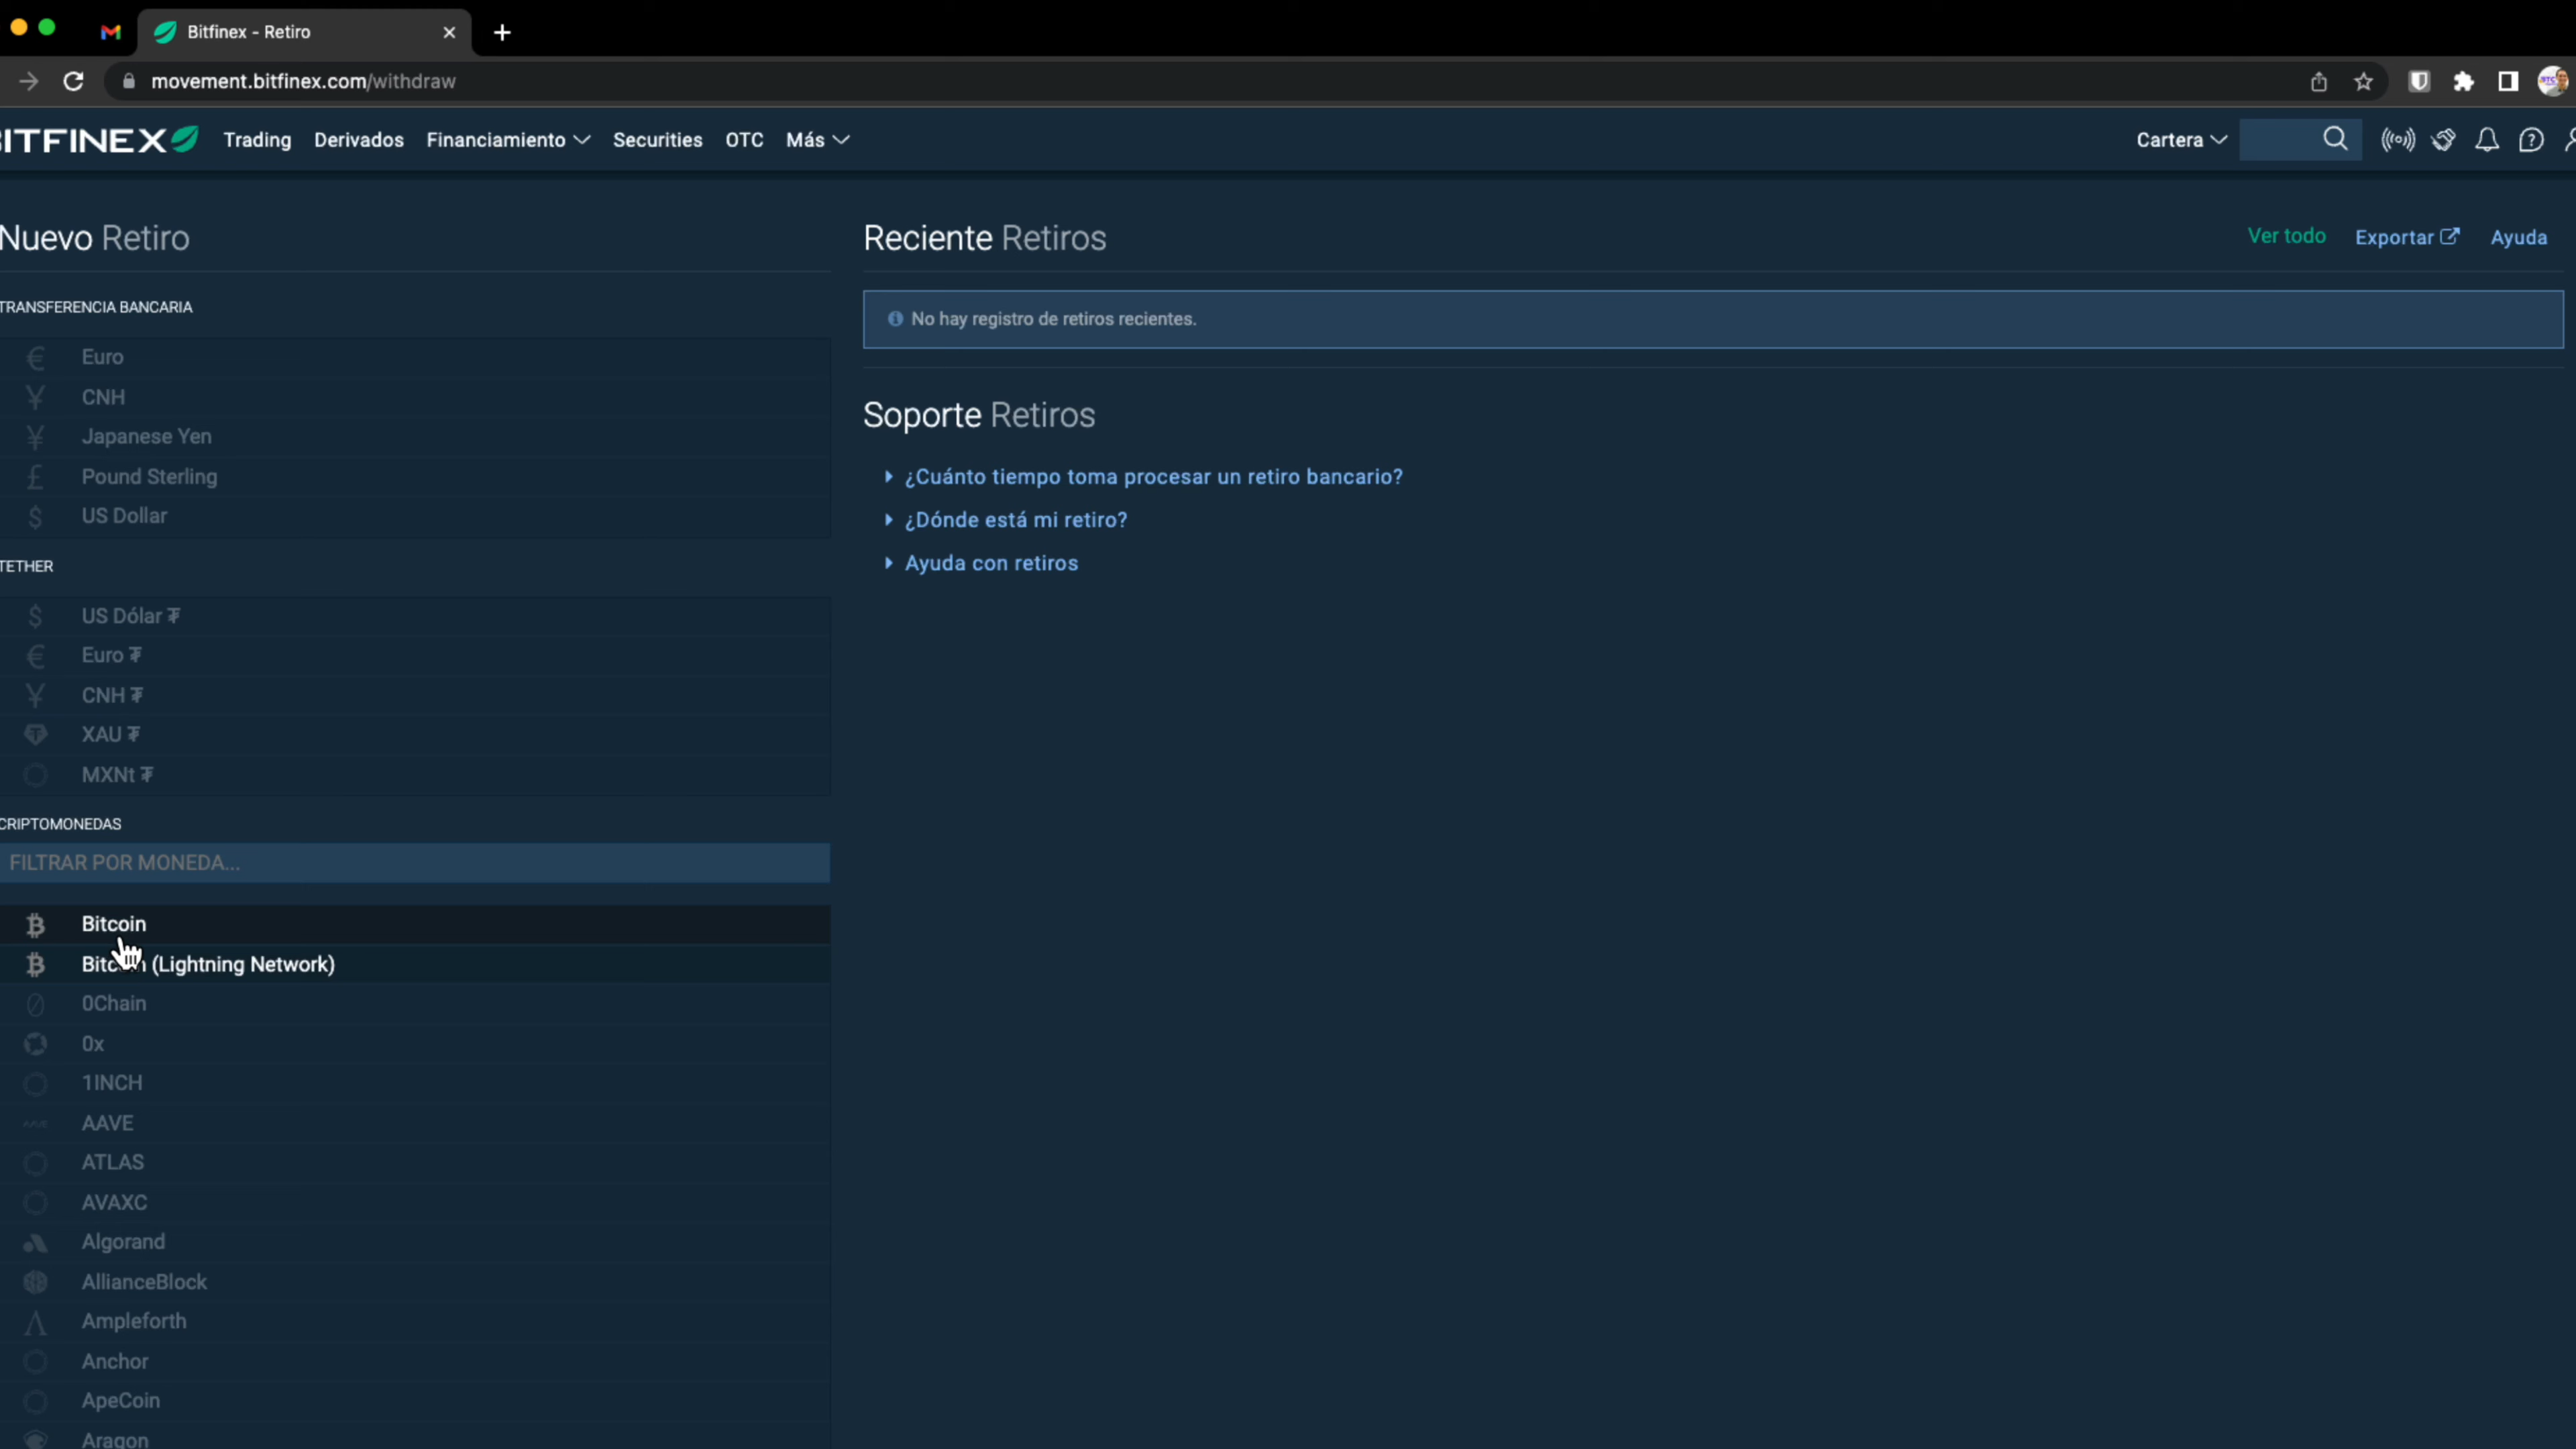 Bitfinex - Retiro
movement.bitfinex.com/withdraw
BITFINEX Trading Derivados Financiamiento Securities OTC Más Cartera
Nuevo Retiro
TRANSFERENCIA BANCARIA
€ Euro
¥ CNH
¥ Japanese Yen
£ Pound Sterling
$ US Dollar
TETHER
$ US Dólar ₮
€ Euro ₮
¥ CNH ₮
XAU ₮
MXNt ₮
CRIPTOMONEDAS
FILTRAR POR MONEDA...
Bitcoin
Bitcoin (Lightning Network)
0Chain
0x
1INCH
AAVE
ATLAS
AVAXC
Algorand
AllianceBlock
Ampleforth
Anchor
ApeCoin
Aragon
Reciente Retiros Ver todo Exportar Ayuda
No hay registro de retiros recientes.
Soporte Retiros
¿Cuánto tiempo toma procesar un retiro bancario?
¿Dónde está mi retiro?
Ayuda con retiros